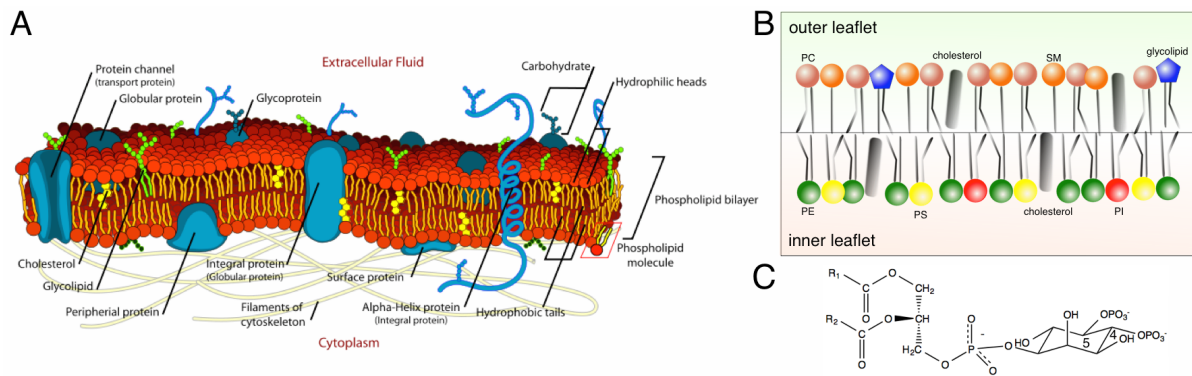 A
Extracellular Fluid
Protein channel
(transport protein)
Globular protein
Glycoprotein
Carbohydrate
Hydrophilic heads
Phospholipid bilayer
Phospholipid
molecule
Cholesterol
Glycolipid
Peripherial protein
Integral protein
(Globular protein)
Filaments of
cytoskeleton
Surface protein
Alpha-Helix protein
(Integral protein)
Hydrophobic tails
Cytoplasm
B
outer leaflet
PC
cholesterol
SM
glycolipid
PE
PS
cholesterol
PI
inner leaflet
C
R1
O
CH2
C
R2
O
CH
O
C
O
H2C
O
P
O
-
O
O
HO
OH
OPO3-
5
4
OPO3-
OH